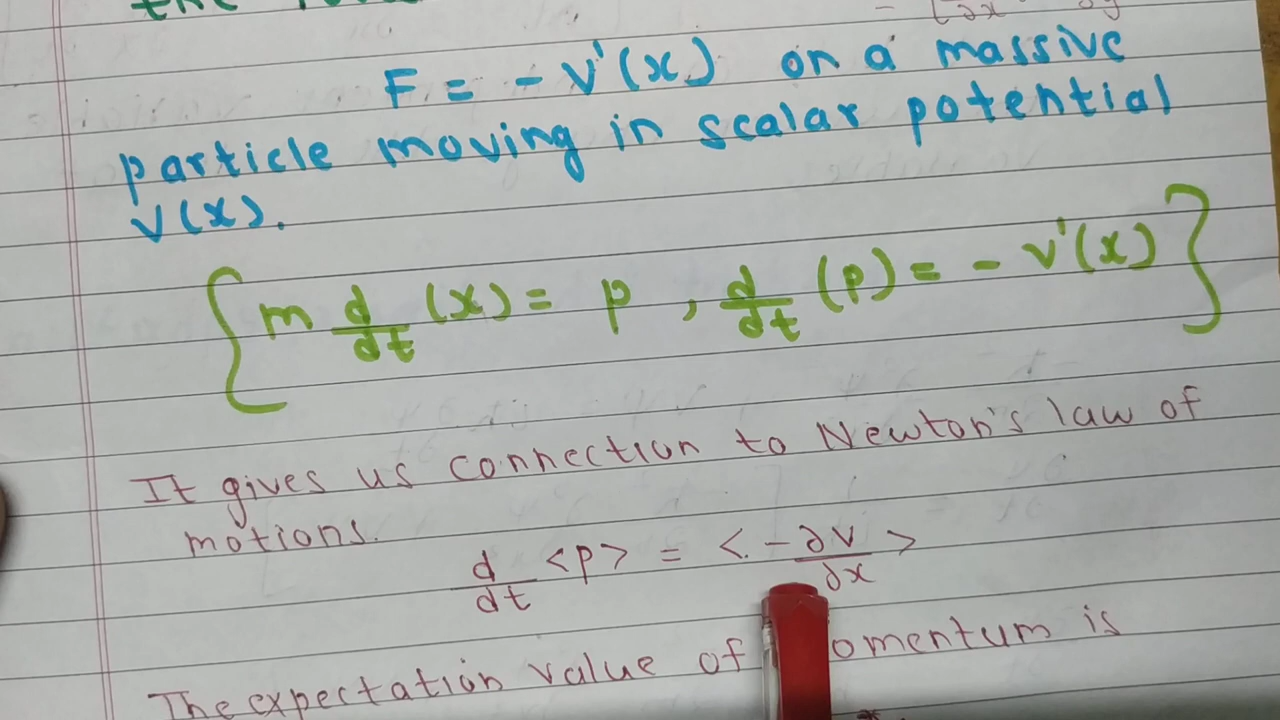 the
F = - V'(x) on a massive
particle moving in scalar potential
V(x).
{ m d/dt (x) = p , d/dt (p) = - V'(x) }
It gives us connection to Newton's law of
motions.
d/dt <p> = < - ∂V/∂x >
The expectation value of omentum is